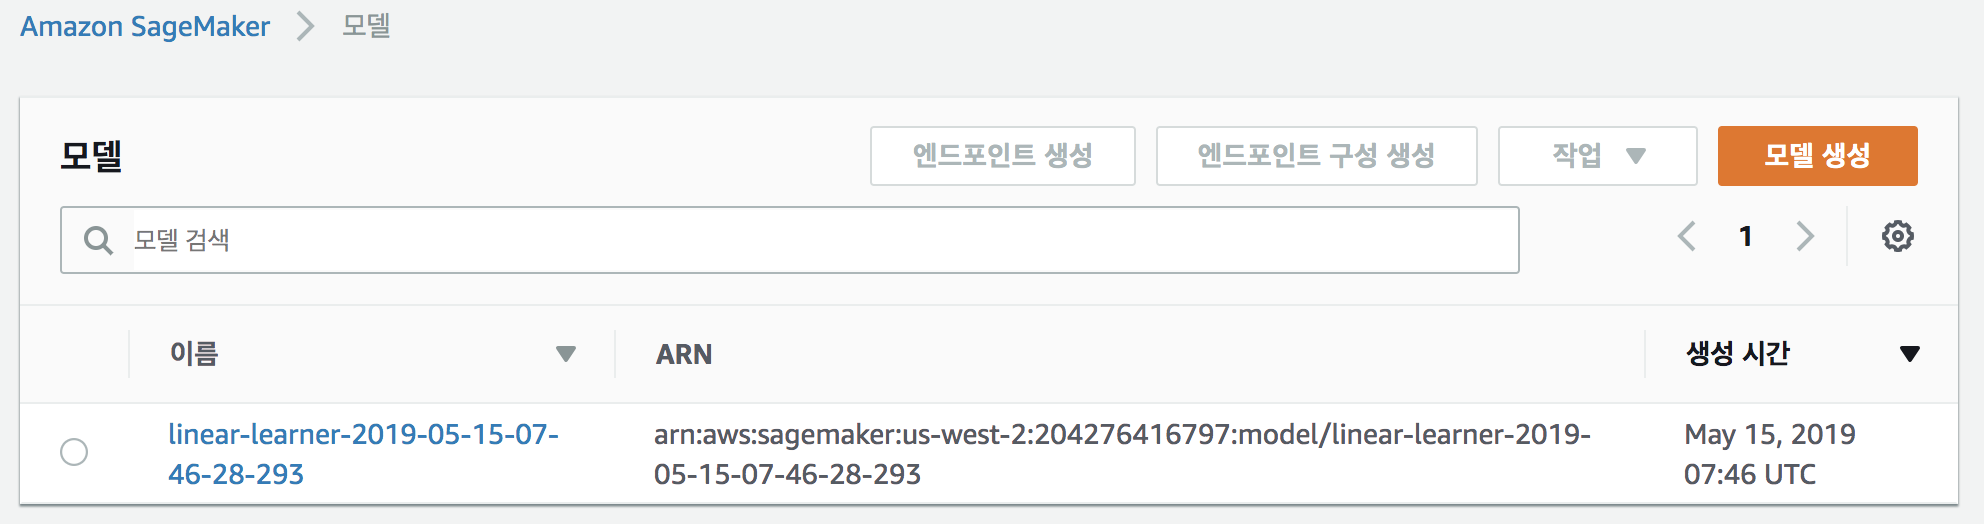 Amazon SageMaker > 모델
모델
엔드포인트 생성
엔드포인트 구성 생성
작업
모델 생성
모델 검색
1
이름
ARN
생성 시간
linear-learner-2019-05-15-07-
46-28-293
arn:aws:sagemaker:us-west-2:204276416797:model/linear-learner-2019-
05-15-07-46-28-293
May 15, 2019
07:46 UTC